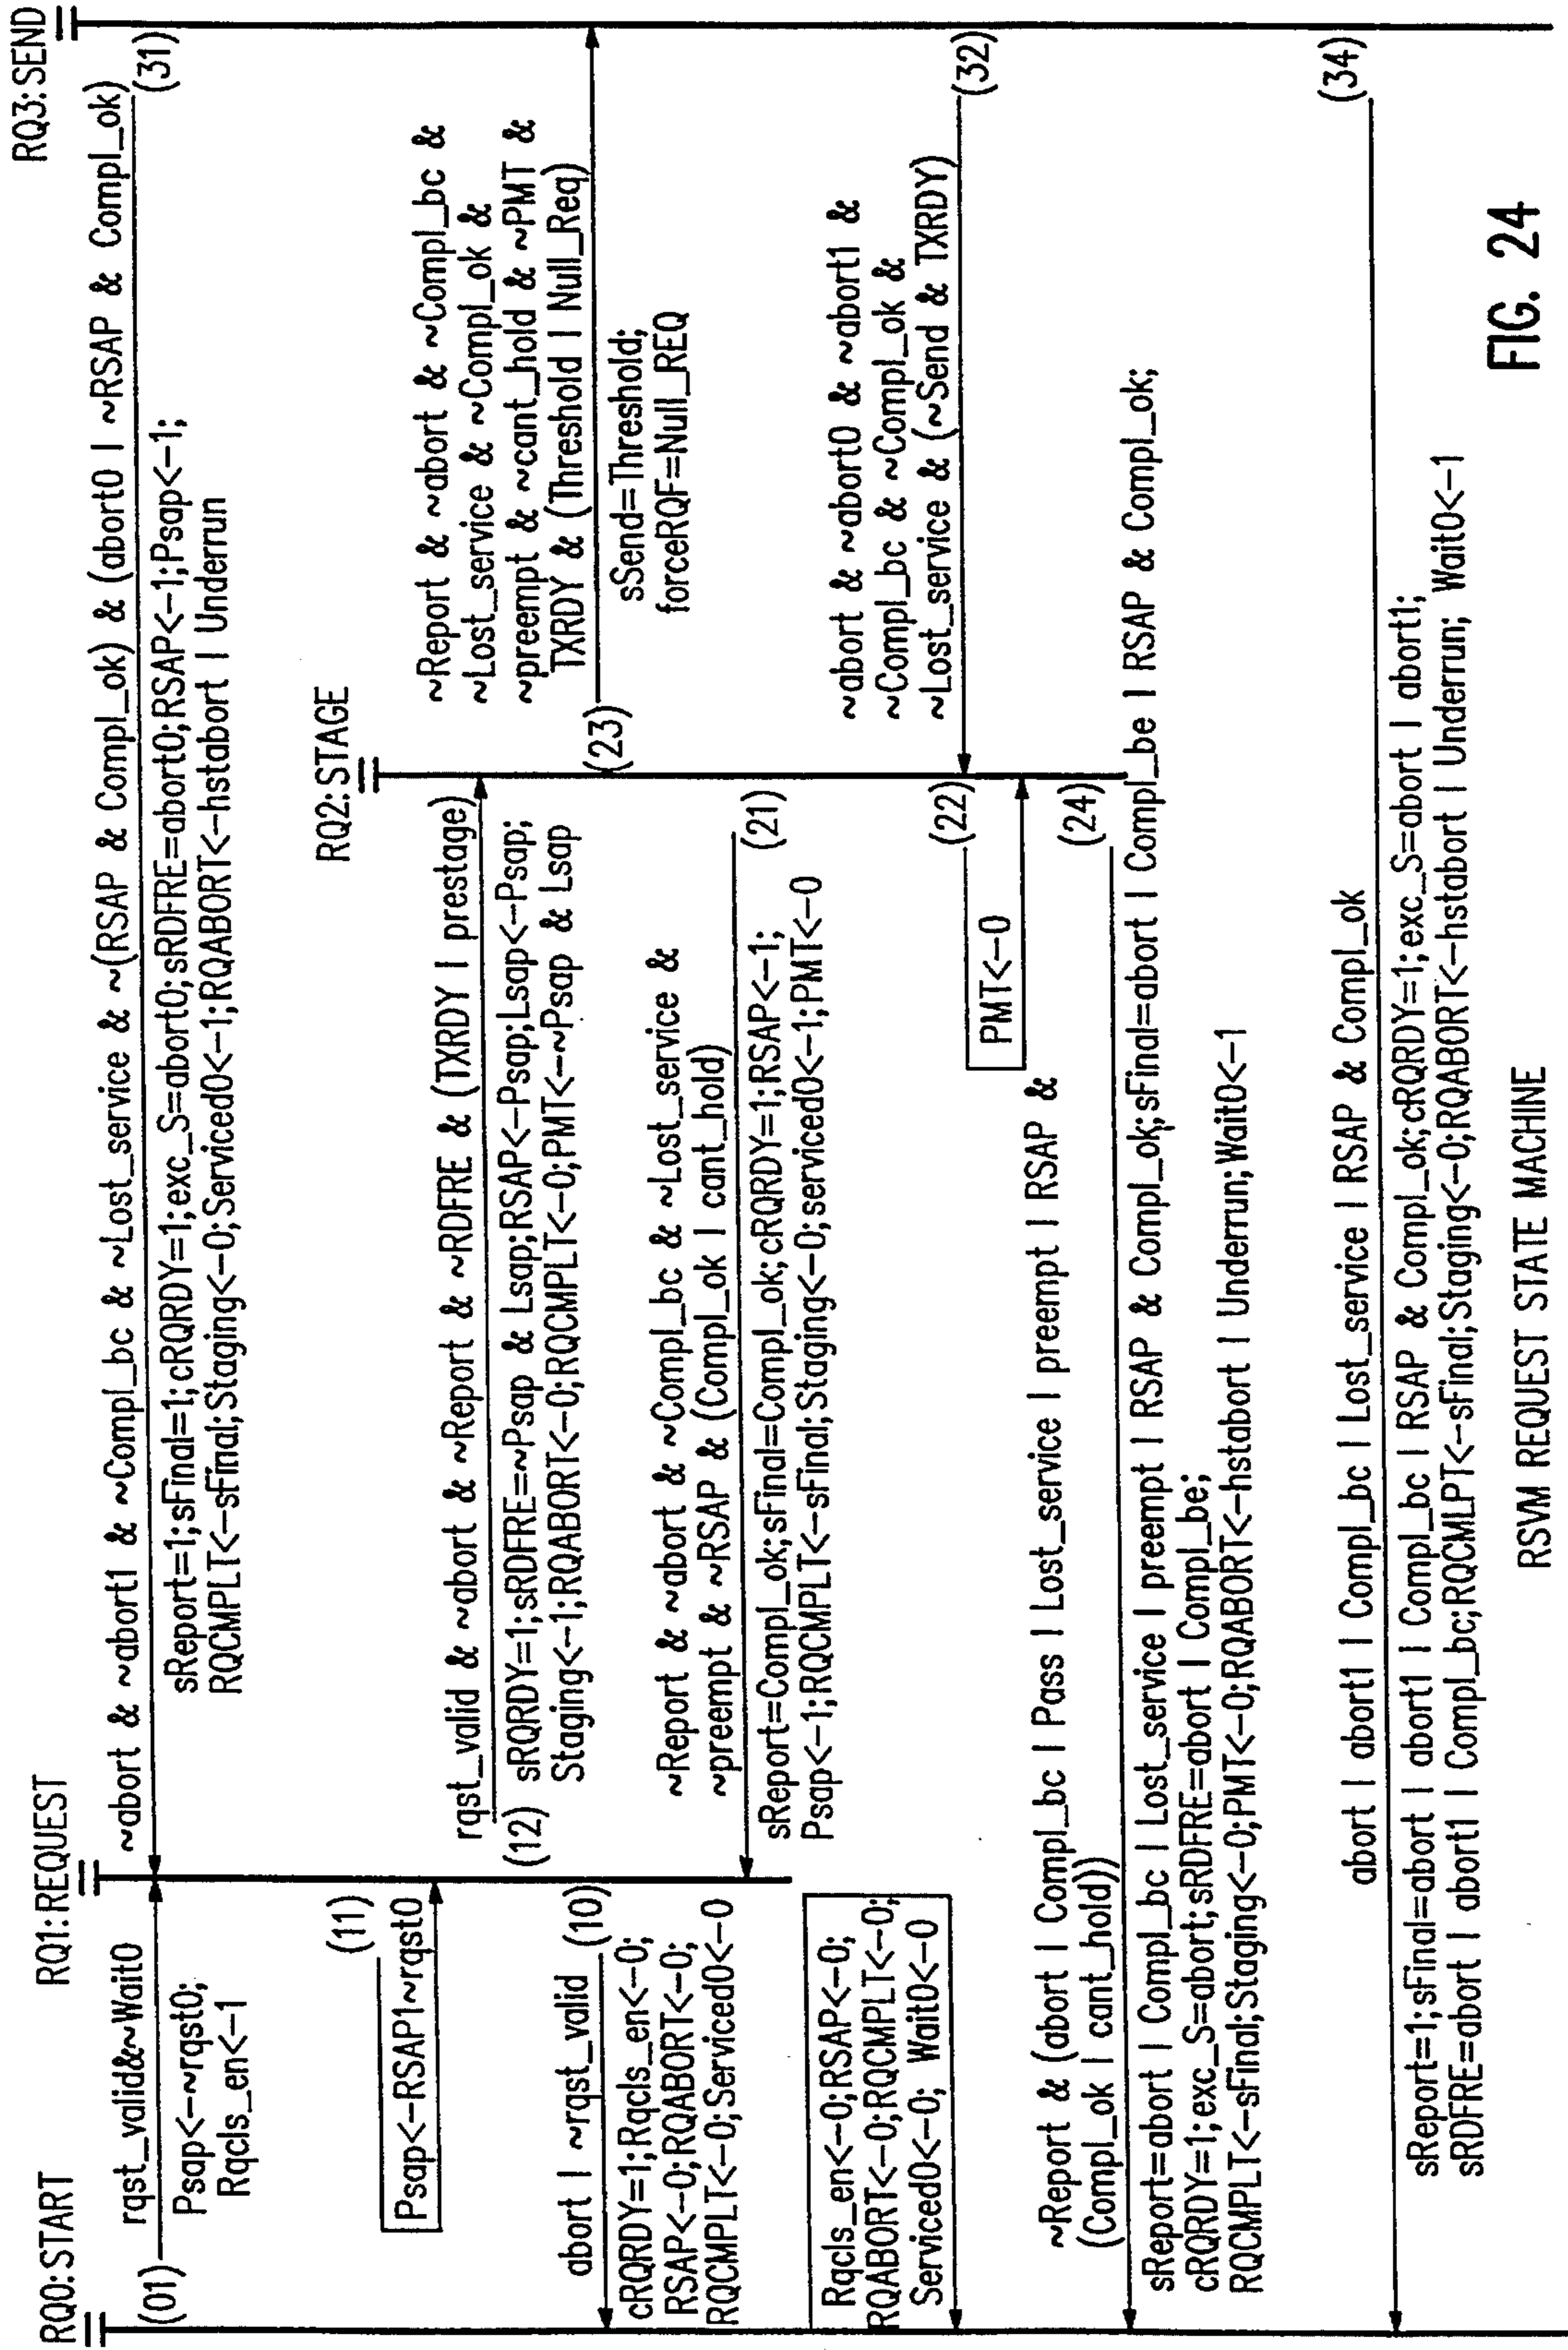 RQ0:START
RQ1:REQUEST
RQ2:STAGE
RQ3:SEND
(01)
rqst_valid&~Wait0
Psap<-~rqst0;
Rqcls_en<-1
(11)
Psap<-RSAP1~rqst0
abort | ~rqst_valid (10)
cRQRDY=1;Rqcls_en<-0;
RSAP<-0;RQABORT<-0;
RQCMPLT<-0;Serviced0<-0
Rqcls_en<-0;RSAP<-0;
RQABORT<-0;RQCMPLT<-0;
Serviced0<-0; Wait0<-0
~abort & ~abort1 & ~Compl_bc & ~Lost_service & ~(RSAP & Compl_ok) & (abort0 | ~RSAP & Compl_ok)
(31)
sReport=1;sFinal=1;cRQRDY=1;exc_S=abort0;sRDFRE=abort0;RSAP<-1;Psap<-1;
RQCMPLT<-sFinal;Staging<-0;Serviced0<-1;RQABORT<-hstabort | Underrun
rqst_valid & ~abort & ~Report & ~RDFRE & (TXRDY | prestage)
(12) sRQRDY=1;sRDFRE=~Psap & Lsap;RSAP<-Psap;Lsap<-Psap;
Staging<-1;RQABORT<-0;RQCMPLT<-0;PMT<-~Psap & Lsap
~Report & ~abort & ~Compl_bc & ~Lost_service &
~preempt & ~RSAP & (Compl_ok | cant_hold)
(21)
sReport=Compl_ok;sFinal=Compl_ok;cRQRDY=1;RSAP<-1;
Psap<-1;RQCMPLT<-sFinal;Staging<-0;serviced0<-1;PMT<-0
~Report & ~abort & ~Compl_bc &
~Lost_service & ~Compl_ok &
~preempt & ~cant_hold & ~PMT &
TXRDY & (Threshold | Null_Req)
(23)
sSend=Threshold;
forceRQF=Null_REQ
~abort & ~abort0 & ~abort1 &
~Compl_bc & ~Compl_ok &
~Lost_service & (~Send & TXRDY)
(32)
(22)
PMT<-0
(24)
~Report & (abort | Compl_bc | Pass | Lost_service | preempt | RSAP &
(Compl_ok | cant_hold))
sReport=abort | Compl_bc | Lost_service | preempt | RSAP & Compl_ok;sFinal=abort | Compl_be | RSAP & Compl_ok;
cRQRDY=1;exc_S=abort;sRDFRE=abort | Compl_be;
RQCMPLT<-sFinal;Staging<-0;PMT<-0;RQABORT<-hstabort | Underrun;Wait0<-1
abort | abort1 | Compl_bc | Lost_service | RSAP & Compl_ok
(34)
sReport=1;sFinal=abort | abort1 | Compl_bc | RSAP & Compl_ok;cRQRDY=1;exc_S=abort | abort1;
sRDFRE=abort | abort1 | Compl_bc;RQCMLPT<-sFinal;Staging<-0;RQABORT<-hstabort | Underrun; Wait0<-1
RSVM REQUEST STATE MACHINE
FIG. 24